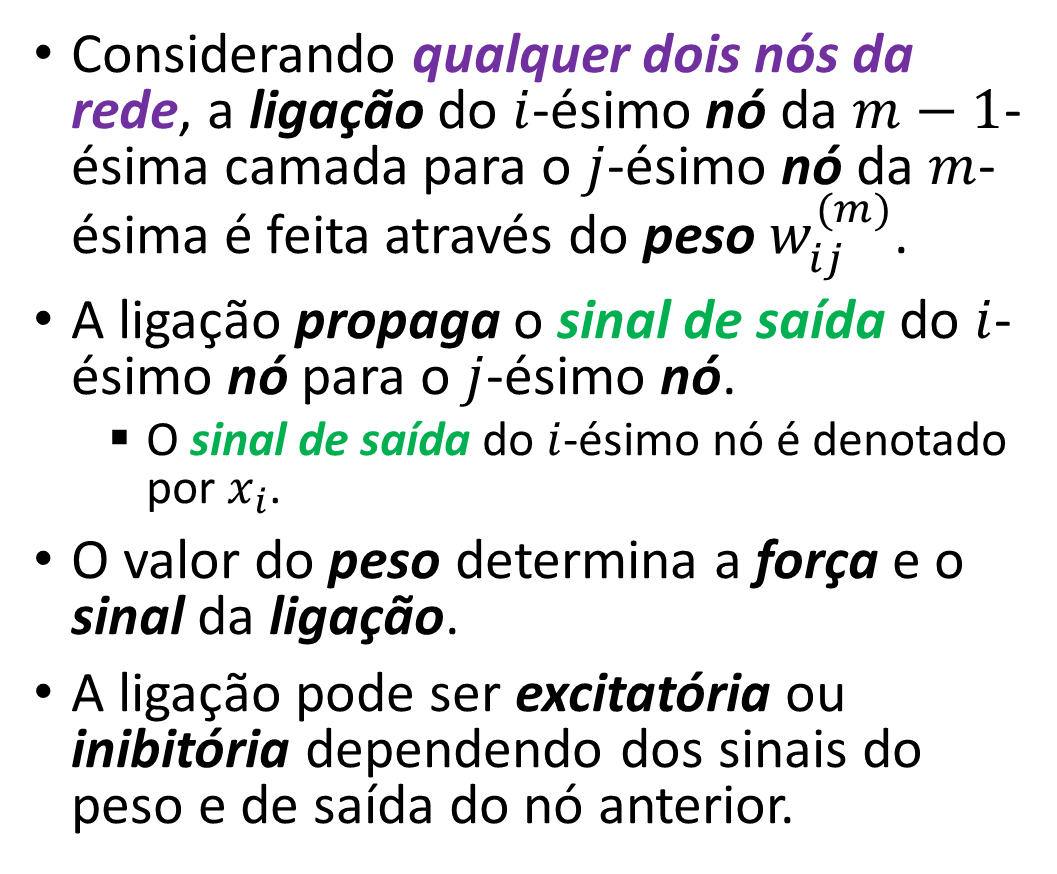 • Considerando qualquer dois nós da
rede, a ligação do 𝑖-ésimo nó da 𝑚 − 1-
ésima camada para o 𝑗-ésimo nó da 𝑚-
ésima é feita através do peso 𝑤_{𝑖𝑗}^{(𝑚)}.
• A ligação propaga o sinal de saída do 𝑖-
ésimo nó para o 𝑗-ésimo nó.
▪ O sinal de saída do 𝑖-ésimo nó é denotado
por 𝑥_𝑖.
• O valor do peso determina a força e o
sinal da ligação.
• A ligação pode ser excitatória ou
inibitória dependendo dos sinais do
peso e de saída do nó anterior.